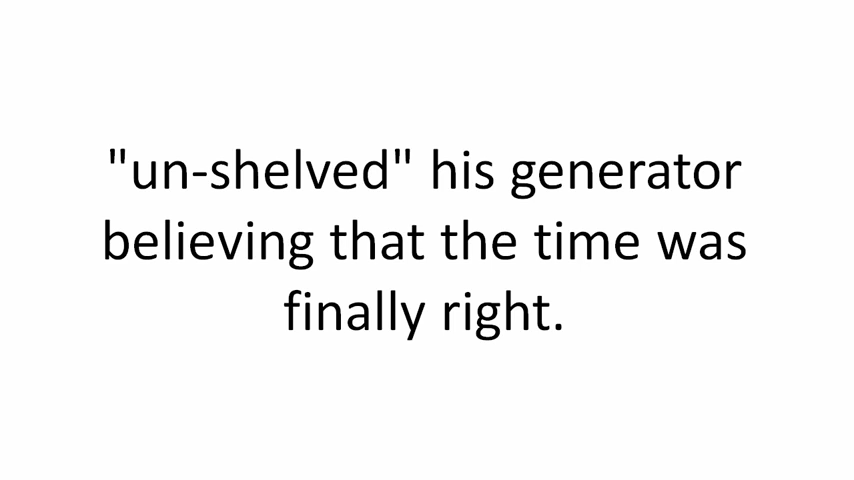 "un-shelved" his generator
believing that the time was
finally right.